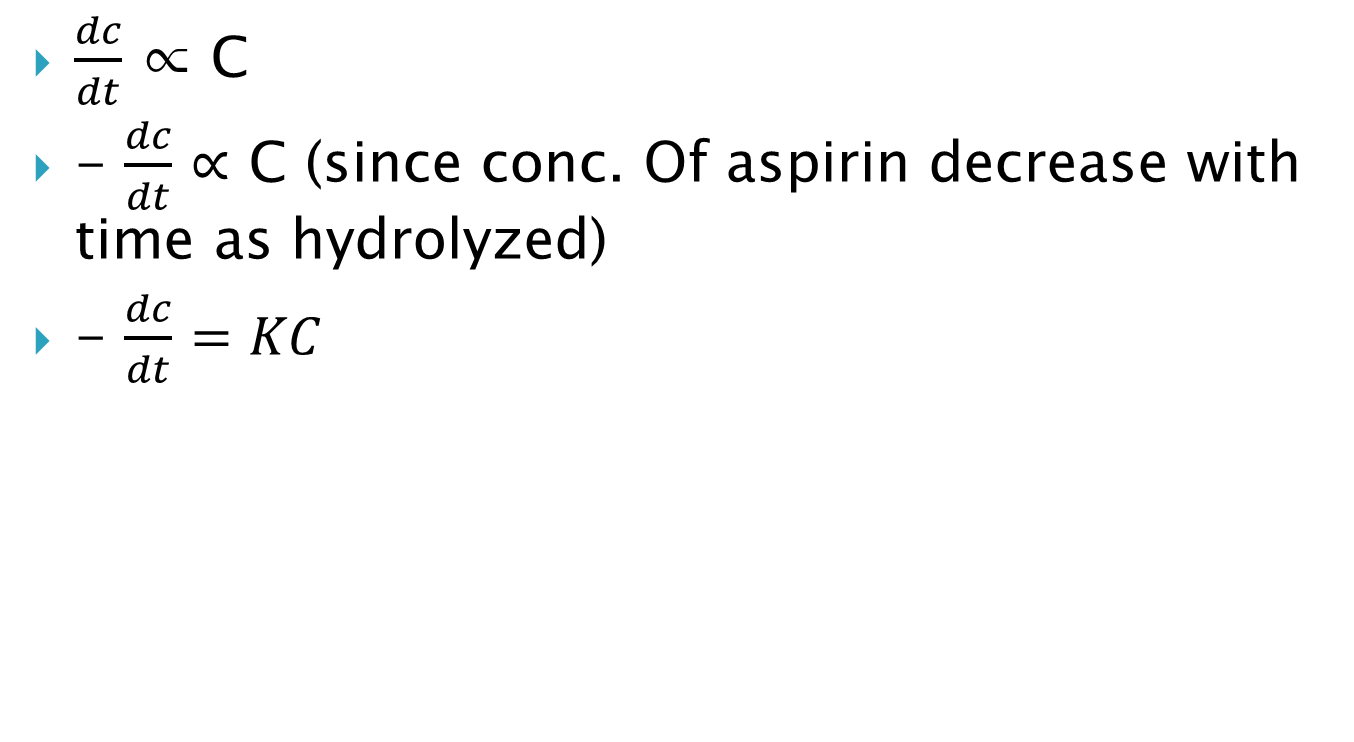 dc/dt ∝ C
− dc/dt ∝ C (since conc. Of aspirin decrease with
time as hydrolyzed)
− dc/dt = KC